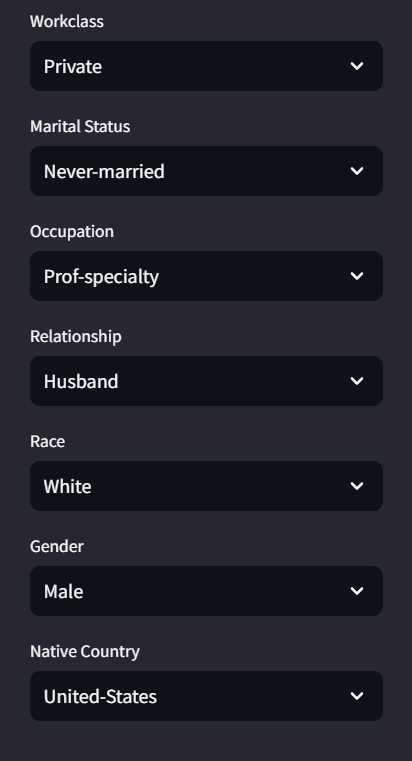 Workclass
Private
Marital Status
Never-married
Occupation
Prof-specialty
Relationship
Husband
Race
White
Gender
Male
Native Country
United-States